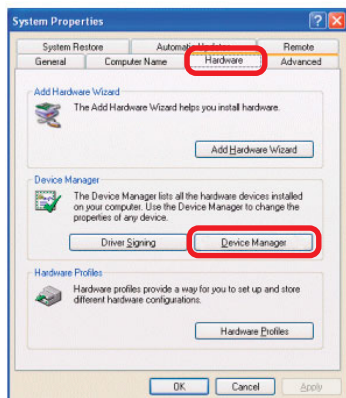 System Properties
System Restore Automatic Updates Remote
General Computer Name Hardware Advanced
Add Hardware Wizard
The Add Hardware Wizard helps you install hardware.
Add Hardware Wizard
Device Manager
The Device Manager lists all the hardware devices installed
on your computer. Use the Device Manager to change the
properties of any device.
Driver Signing Device Manager
Hardware Profiles
Hardware profiles provide a way for you to set up and store
different hardware configurations.
Hardware Profiles
OK Cancel Apply